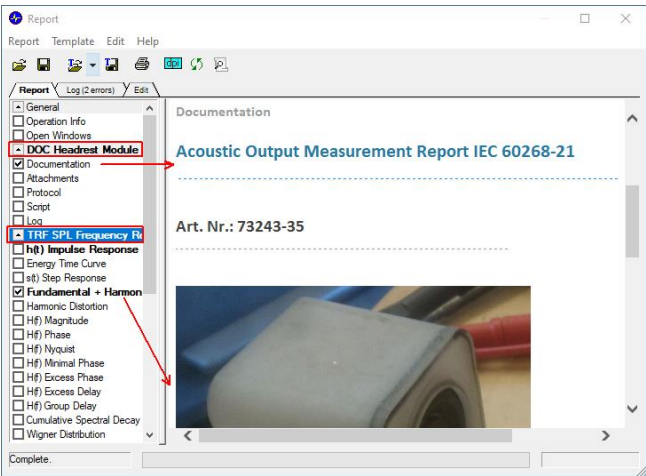 Report
Report Template Edit Help
dpi
Report Log (2 errors) Edit
General
Operation Info
Open Windows
DOC Headrest Module
Documentation
Attachments
Protocol
Script
Log
TRF SPL Frequency Re
h(t) Impulse Response
Energy Time Curve
s(t) Step Response
Fundamental + Harmon
Harmonic Distortion
H(f) Magnitude
H(f) Phase
H(f) Nyquist
H(f) Minimal Phase
H(f) Excess Phase
H(f) Excess Delay
H(f) Group Delay
Cumulative Spectral Decay
Wigner Distribution
Documentation
Acoustic Output Measurement Report IEC 60268-21
Art. Nr.: 73243-35
Complete.